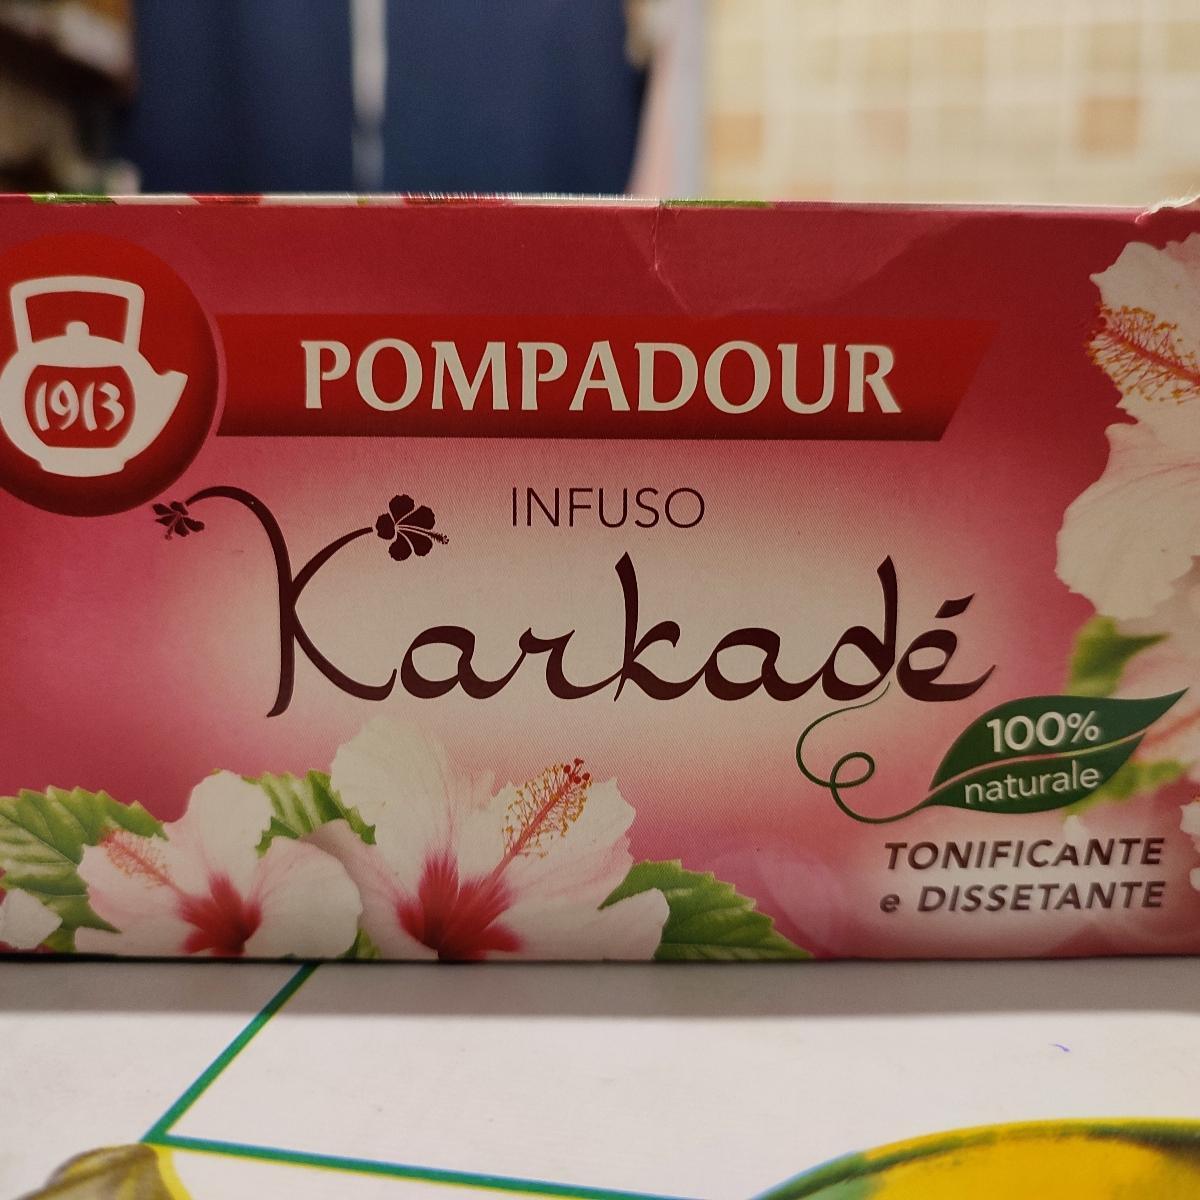 1913
POMPADOUR
INFUSO
Karkadé
100%
naturale
TONIFICANTE
e DISSETANTE